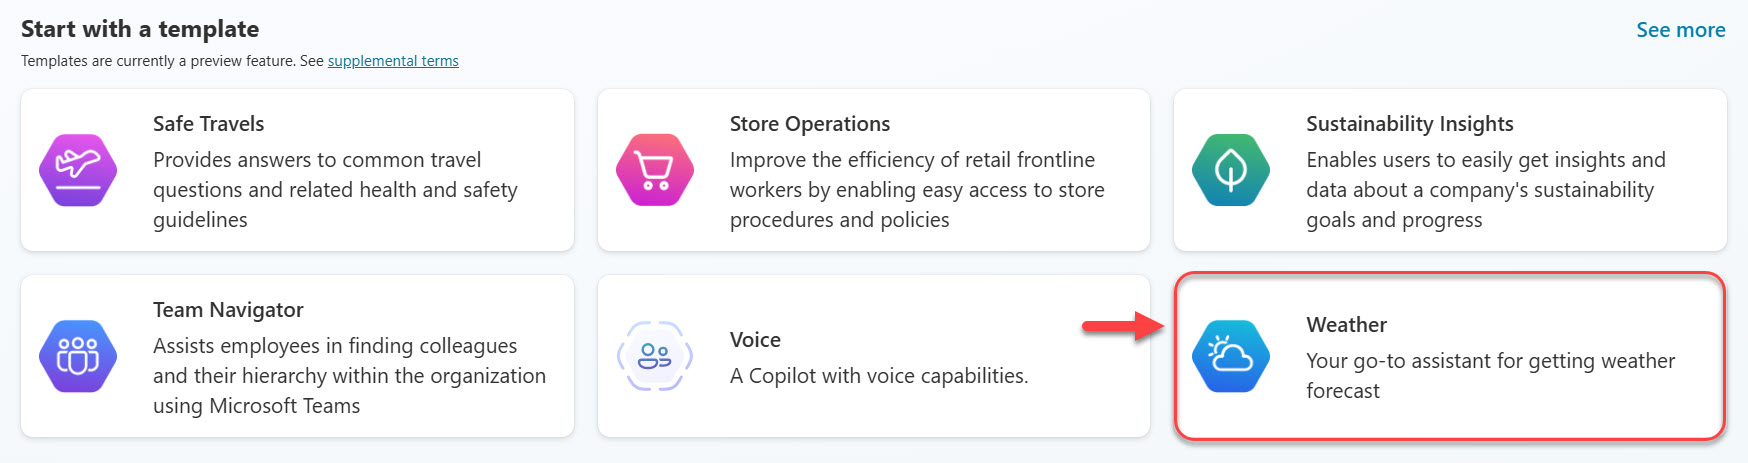 Start with a template
See more
Templates are currently a preview feature. See supplemental terms
Safe Travels
Provides answers to common travel
questions and related health and safety
guidelines
Store Operations
Improve the efficiency of retail frontline
workers by enabling easy access to store
procedures and policies
Sustainability Insights
Enables users to easily get insights and
data about a company's sustainability
goals and progress
Team Navigator
Assists employees in finding colleagues
and their hierarchy within the organization
using Microsoft Teams
Voice
A Copilot with voice capabilities.
Weather
Your go-to assistant for getting weather
forecast